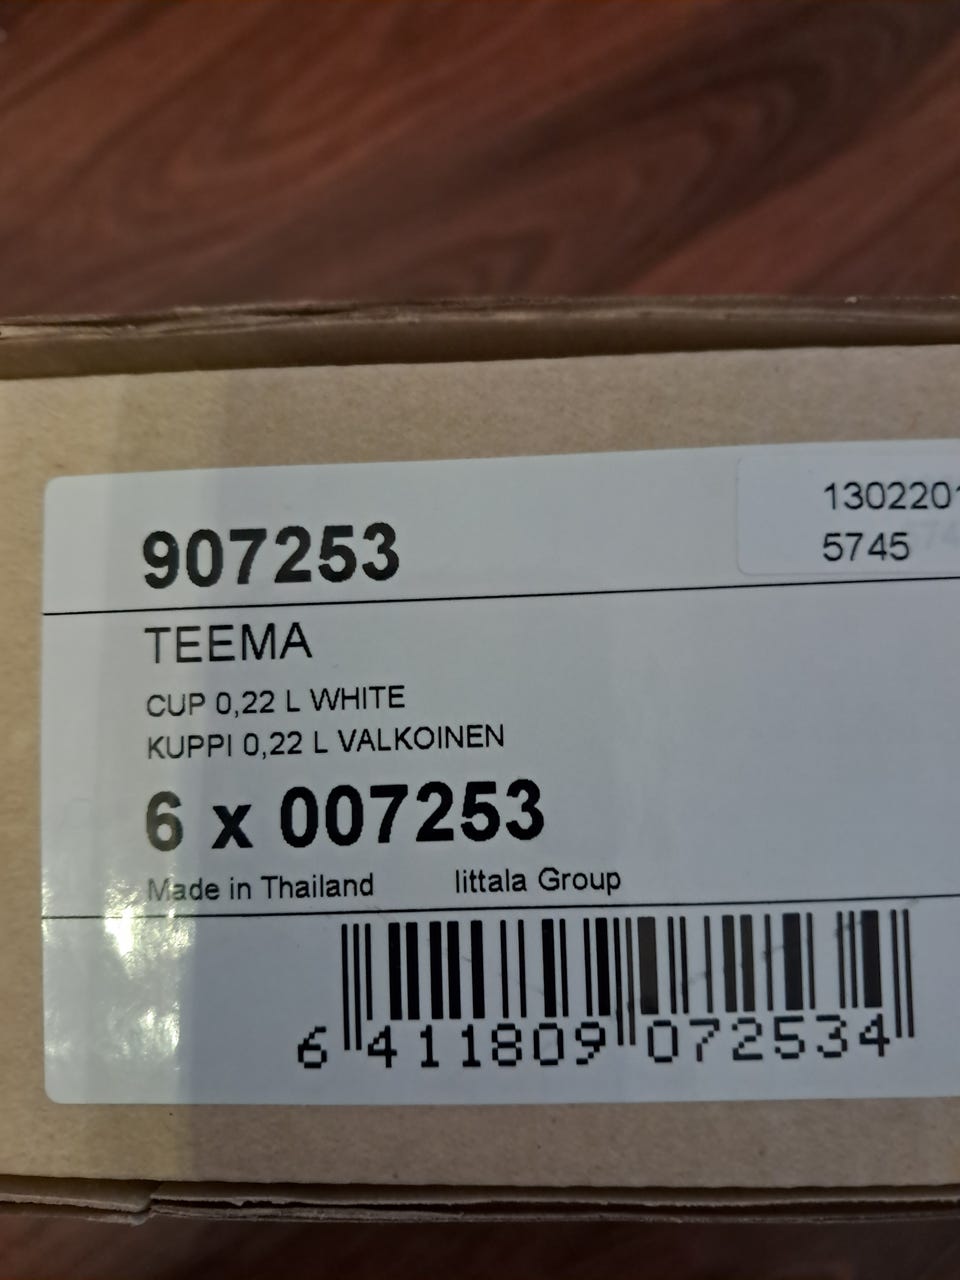 1302201
5745
907253
TEEMA
CUP 0,22 L WHITE
KUPPI 0,22 L VALKOINEN
6 x 007253
Made in Thailand Iittala Group
6 411809 072534